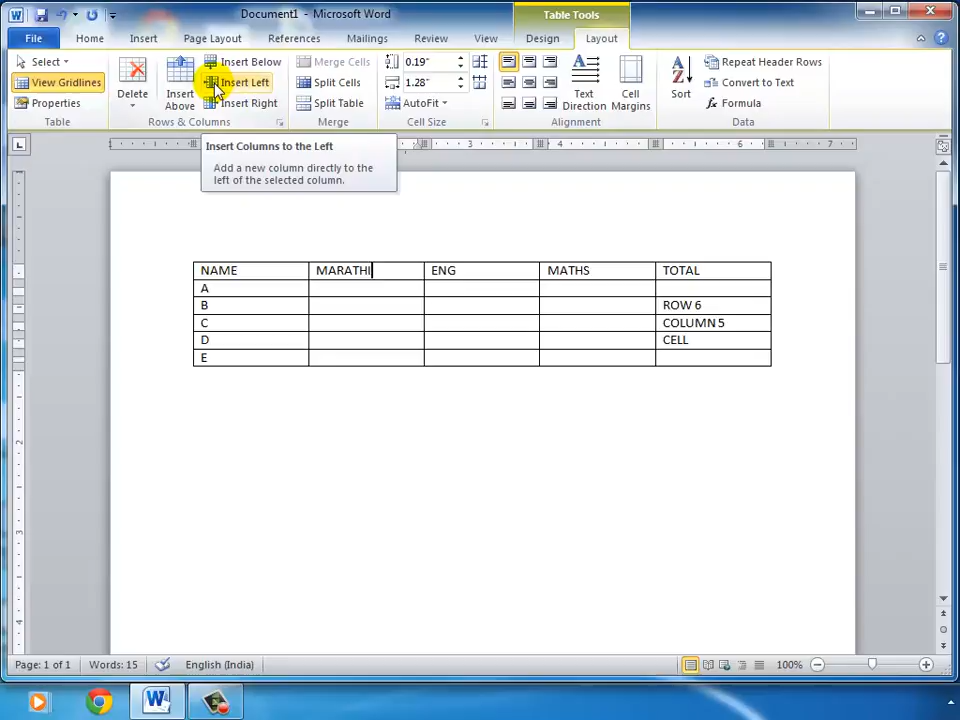 Document1 - Microsoft Word
Table Tools
File Home Insert Page Layout References Mailings Review View Design Layout
Select
View Gridlines
Properties
Table
Delete
Insert Above
Insert Below
Insert Left
Insert Right
Rows & Columns
Merge Cells
Split Cells
Split Table
Merge
0.19"
1.28"
AutoFit
Cell Size
Text Direction
Cell Margins
Alignment
Sort
Repeat Header Rows
Convert to Text
Formula
Data
Insert Columns to the Left
Add a new column directly to the
left of the selected column.
NAME MARATHI ENG MATHS TOTAL
A
B ROW 6
C COLUMN 5
D CELL
E
Page: 1 of 1 Words: 15 English (India) 100%